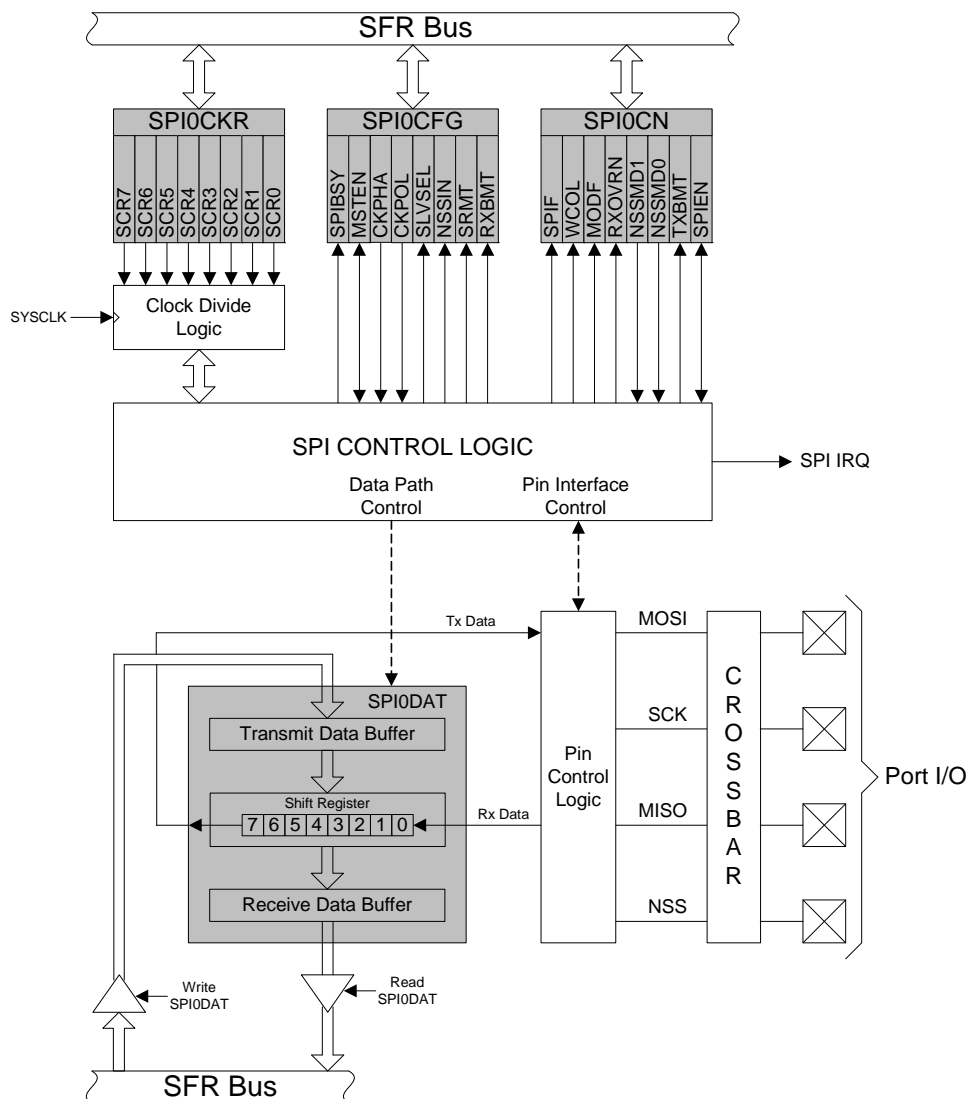 SFR Bus
SPI0CKR
SPI0CFG
SPI0CN
SCR7
SCR6
SCR5
SCR4
SCR3
SCR2
SCR1
SCR0
SPIBSY
MSTEN
CKPHA
CKPOL
SLVSEL
NSSIN
SRMT
RXBMT
SPIF
WCOL
MODF
RXOVRN
NSSMD1
NSSMD0
TXBMT
SPIEN
SYSCLK
Clock Divide
Logic
SPI CONTROL LOGIC
SPI IRQ
Data Path
Control
Pin Interface
Control
Tx Data
MOSI
SPI0DAT
Transmit Data Buffer
SCK
Shift Register
7 6 5 4 3 2 1 0
Rx Data
Pin
Control
Logic
MISO
CROSSBAR
Port I/O
Receive Data Buffer
NSS
Write
SPI0DAT
Read
SPI0DAT
SFR Bus